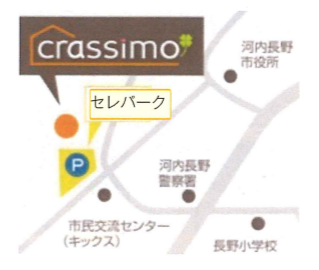 crassimo
河内長野
市役所
セレパーク
P
河内長野
警察署
市民交流センター
(キックス)
長野小学校